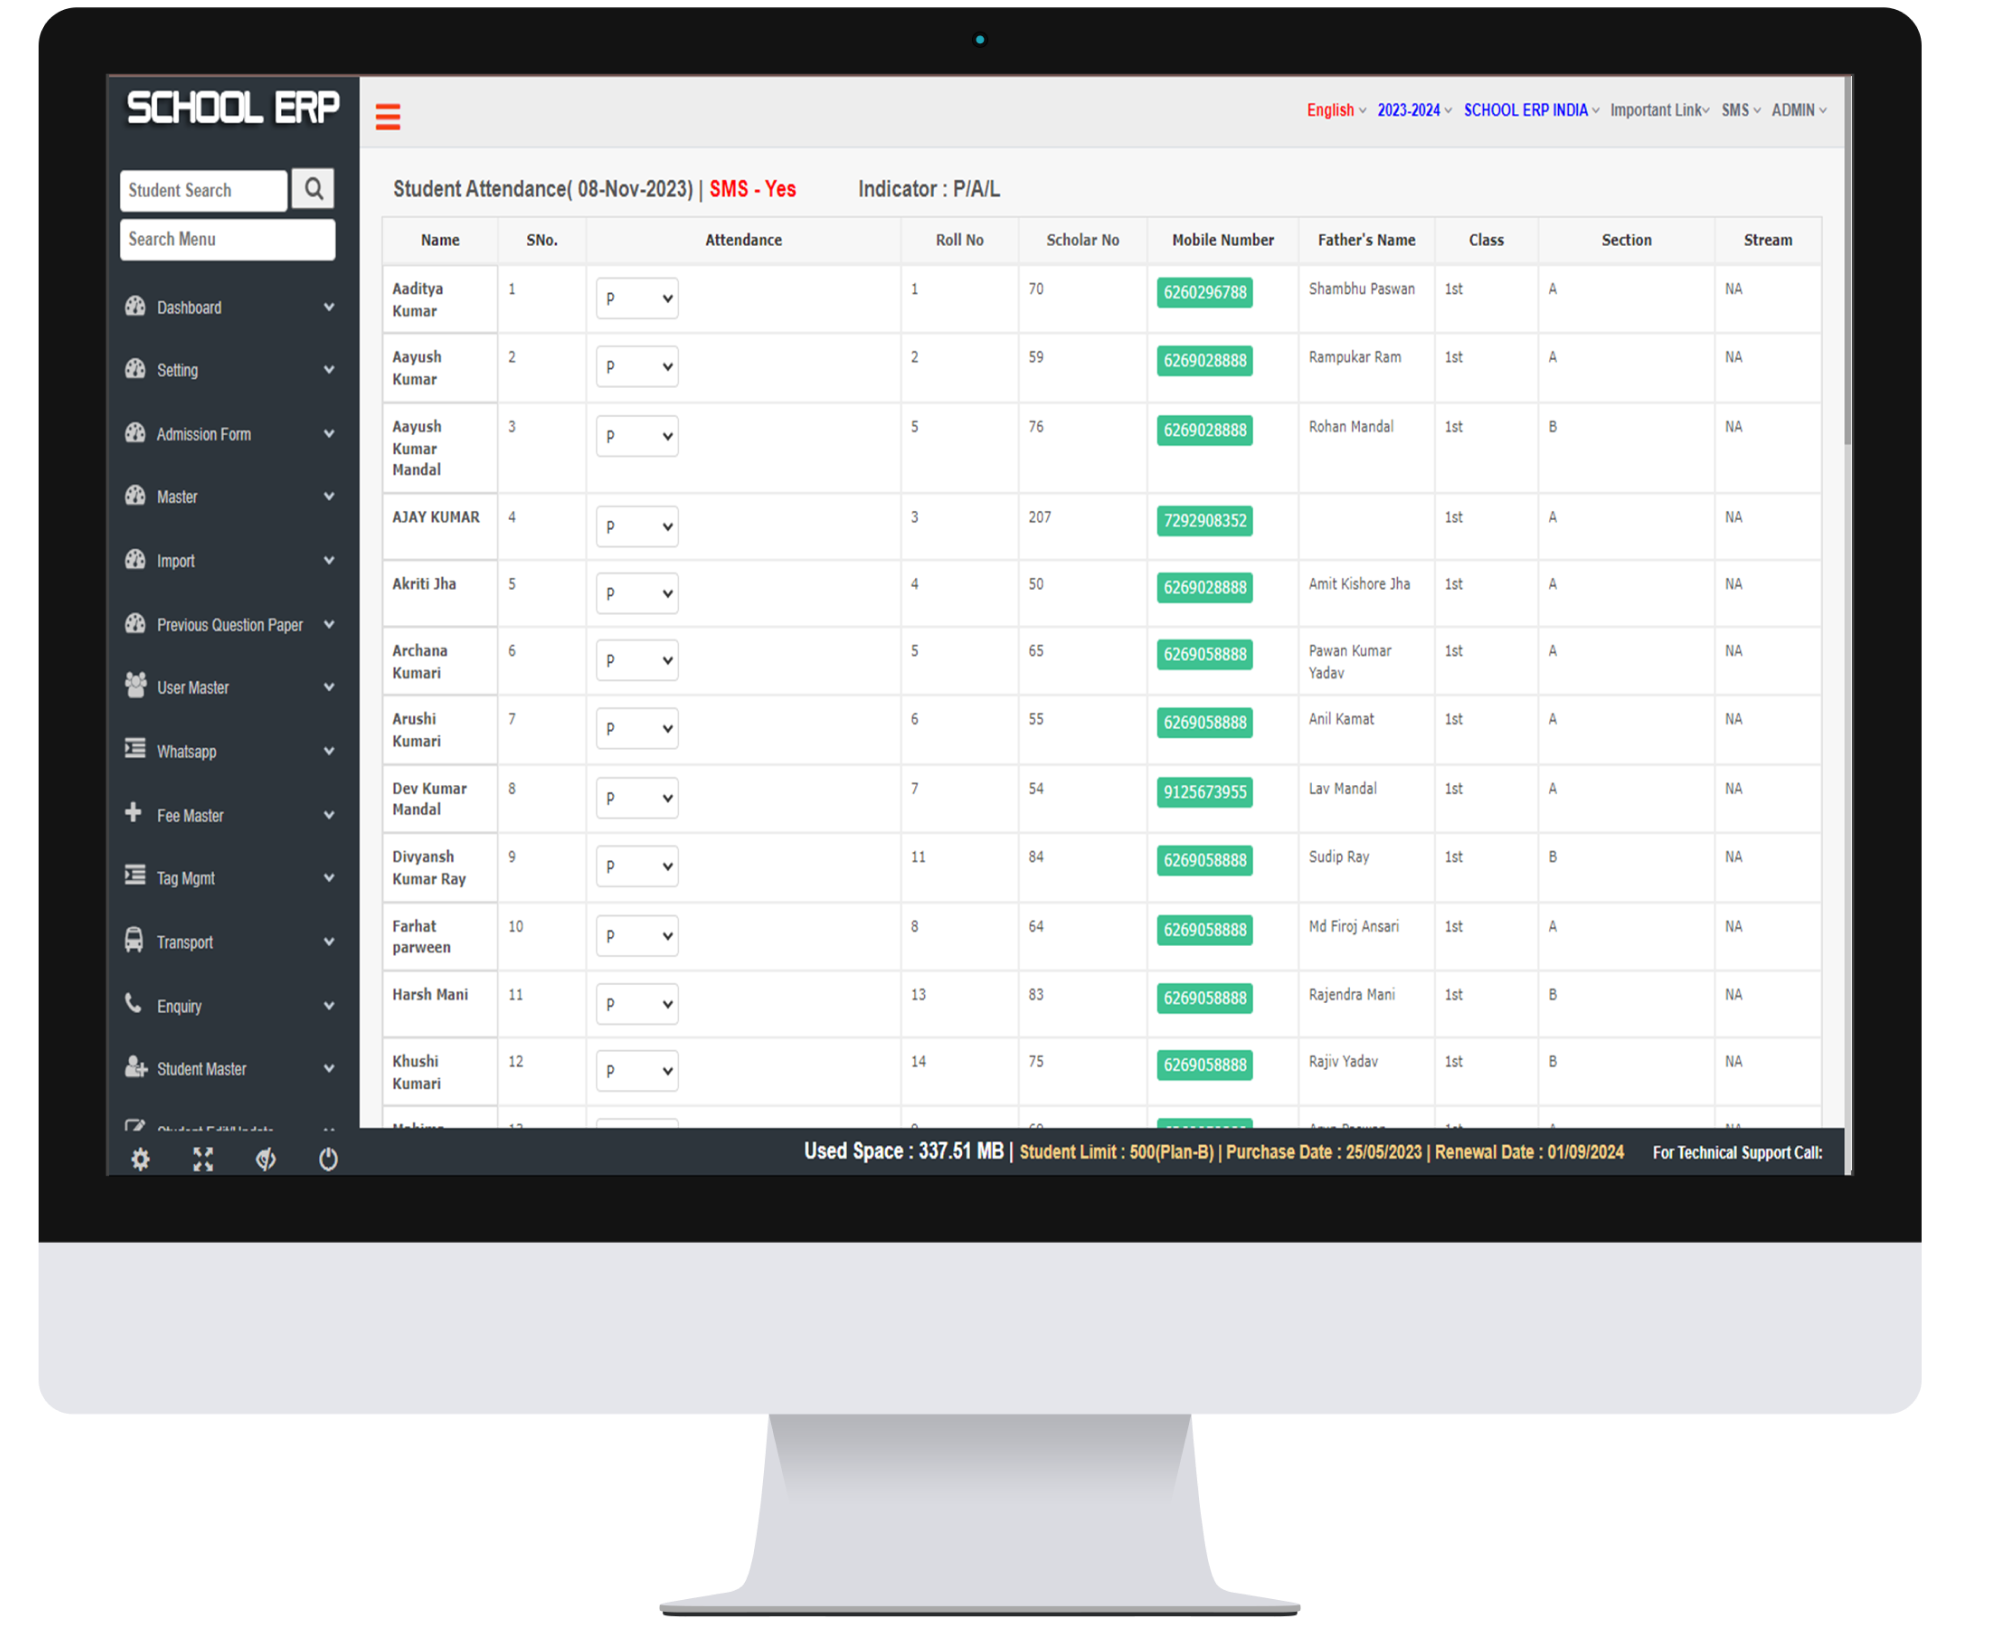 SCHOOL ERP
English 2023-2024 SCHOOL ERP INDIA Important Link SMS ADMIN
Student Search
Search Menu
Dashboard
Setting
Admission Form
Master
Import
Previous Question Paper
User Master
Whatsapp
Fee Master
Tag Mgmt
Transport
Enquiry
Student Master
Student Edit/Update
Student Attendance( 08-Nov-2023) | SMS - Yes Indicator : P/A/L
Name SNo. Attendance Roll No Scholar No Mobile Number Father's Name Class Section Stream
Aaditya Kumar 1 P 1 70 6260296788 Shambhu Paswan 1st A NA
Aayush Kumar 2 P 2 59 6269028888 Rampukar Ram 1st A NA
Aayush Kumar Mandal 3 P 5 76 6269028888 Rohan Mandal 1st B NA
AJAY KUMAR 4 P 3 207 7292908352 1st A NA
Akriti Jha 5 P 4 50 6269028888 Amit Kishore Jha 1st A NA
Archana Kumari 6 P 5 65 6269058888 Pawan Kumar Yadav 1st A NA
Arushi Kumari 7 P 6 55 6269058888 Anil Kamat 1st A NA
Dev Kumar Mandal 8 P 7 54 9125673955 Lav Mandal 1st A NA
Divyansh Kumar Ray 9 P 11 84 6269058888 Sudip Ray 1st B NA
Farhat parween 10 P 8 64 6269058888 Md Firoj Ansari 1st A NA
Harsh Mani 11 P 13 83 6269058888 Rajendra Mani 1st B NA
Khushi Kumari 12 P 14 75 6269058888 Rajiv Yadav 1st B NA
Used Space : 337.51 MB | Student Limit : 500(Plan-B) | Purchase Date : 25/05/2023 | Renewal Date : 01/09/2024 For Technical Support Call: